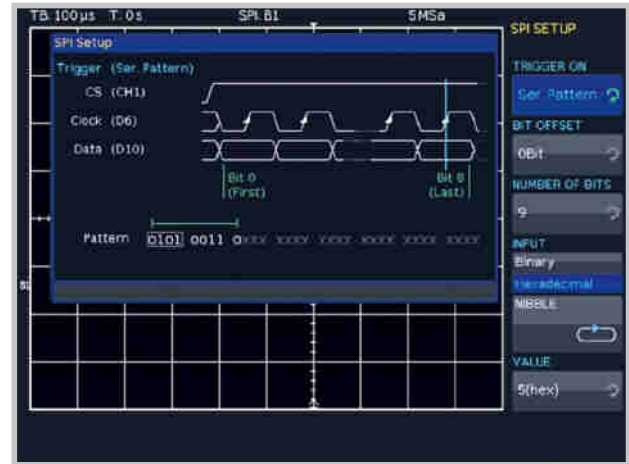 TB: 100µs T: 0s SPI: B1 5MSa
SPI SETUP
SPI Setup
Trigger (Ser. Pattern)
CS (CH1)
Clock (D6)
Data (D10)
Bit 0
(First)
Bit 8
(Last)
Pattern 0101 0011 0XXX XXXX XXXX XXXX XXXX XXXX
TRIGGER ON
Ser. Pattern
BIT OFFSET
0Bit
NUMBER OF BITS
9
INPUT
Binary
Hexadecimal
NIBBLE
VALUE
5(hex)